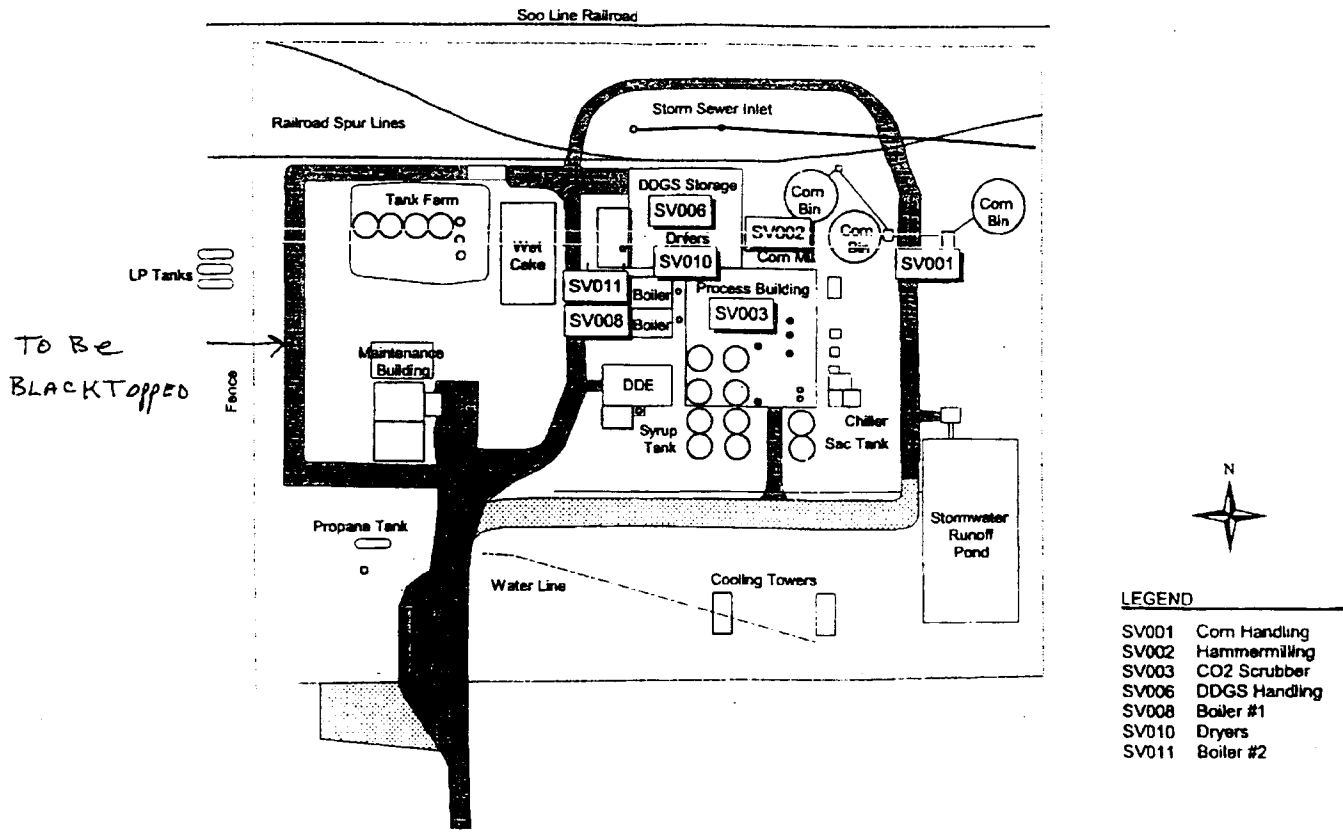 Soo Line Railroad
Storm Sewer Inlet
Railroad Spur Lines
DDGS Storage
Tank Farm
SV006
Corn
Bin
Corn
Bin
SV002
Corn
Bin
Dryers
Wet
Cake
Corn Mill
SV010
SV001
LP Tanks
SV011
Boiler
Process Building
SV008
Boiler
SV003
TO Be
BLACKTOPPED
Maintenance
Building
Fence
DDE
Syrup
Tank
Chiller
Sac Tank
N
Propane Tank
Stormwater
Runoff
Pond
Water Line
Cooling Towers
LEGEND
SV001 Corn Handling
SV002 Hammermilling
SV003 CO2 Scrubber
SV006 DDGS Handling
SV008 Boiler #1
SV010 Dryers
SV011 Boiler #2